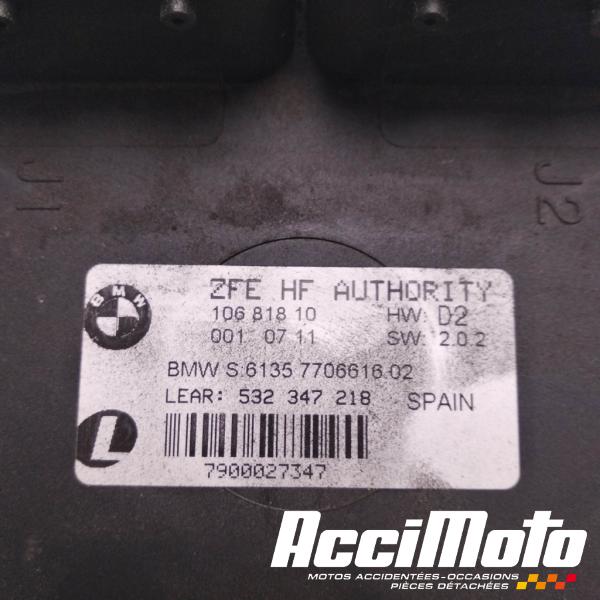 J1
J2
BMW
ZFE HF AUTHORITY
106 818 10 HW: D2
001 07 11 SW: 2.0.2
BMW S.6135 7706616.02
LEAR: 532 347 218 SPAIN
L
7900027347
AcciMoto
MOTOS ACCIDENTÉES-OCCASIONS
PIÈCES DÉTACHÉES